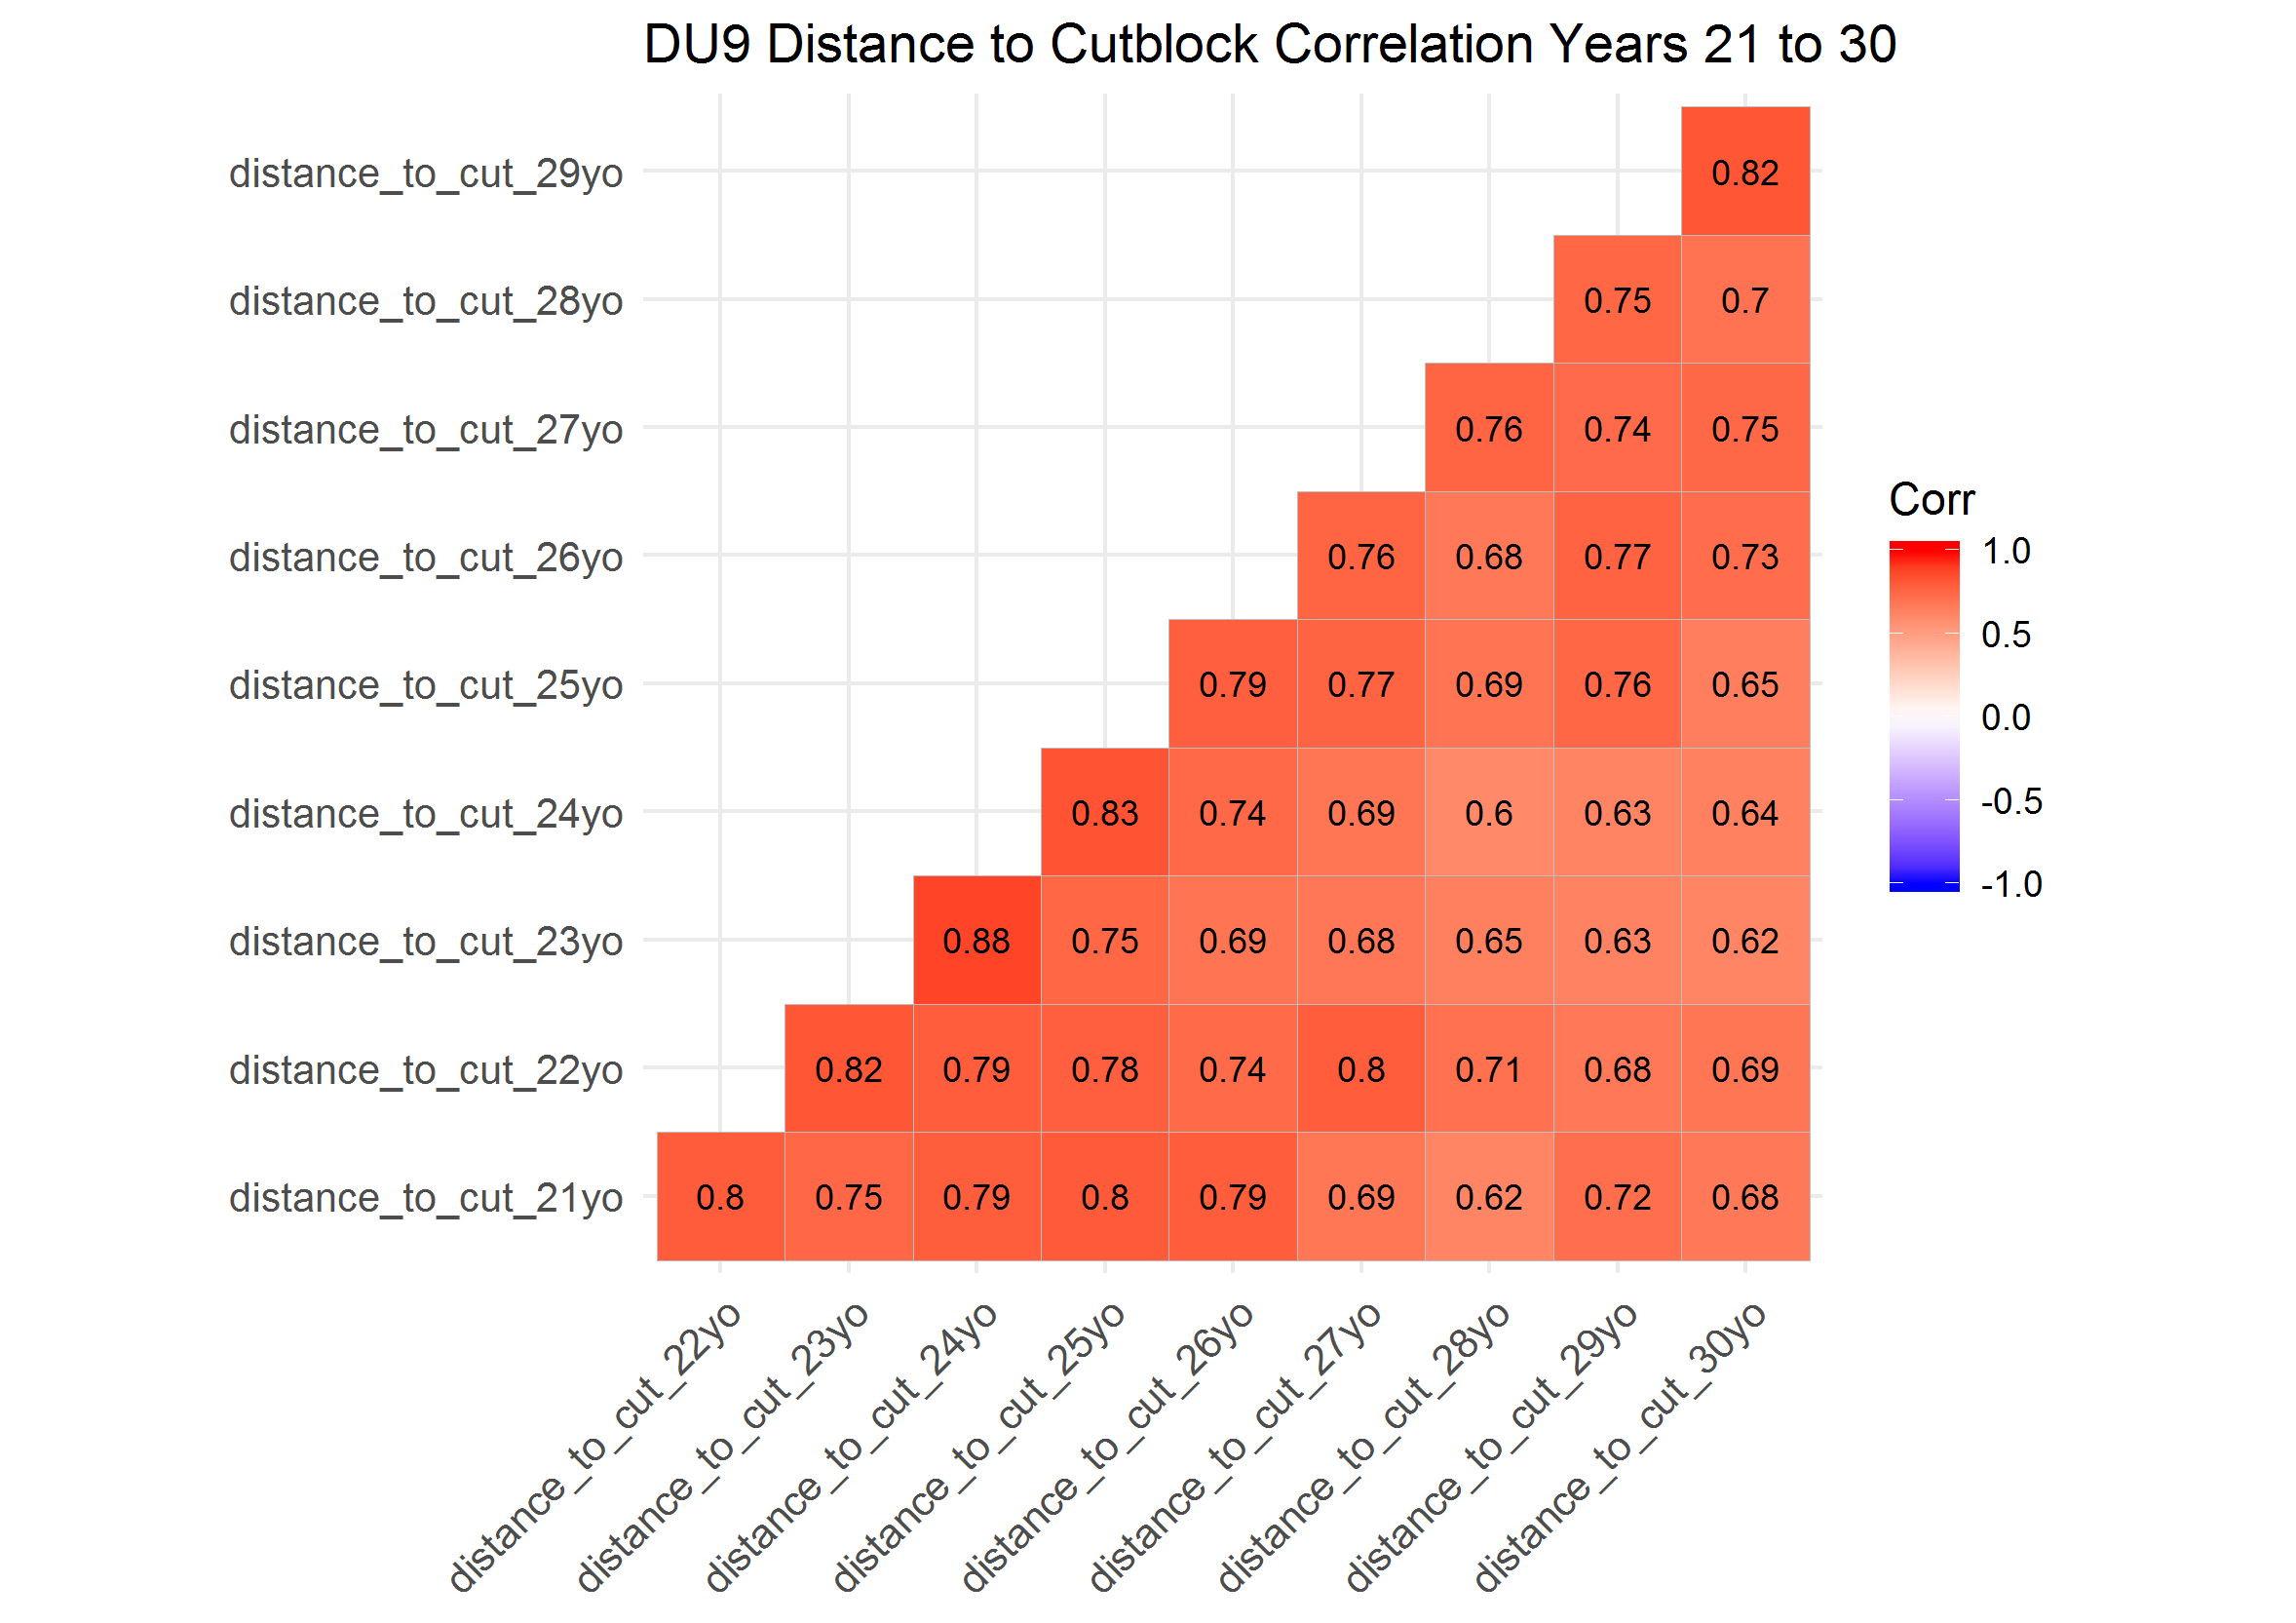 DU9 Distance to Cutblock Correlation Years 21 to 30
distance_to_cut_29yo
0.82
distance_to_cut_28yo
0.75 0.7
distance_to_cut_27yo
0.76 0.74 0.75
distance_to_cut_26yo
0.76 0.68 0.77 0.73
distance_to_cut_25yo
0.79 0.77 0.69 0.76 0.65
distance_to_cut_24yo
0.83 0.74 0.69 0.6 0.63 0.64
distance_to_cut_23yo
0.88 0.75 0.69 0.68 0.65 0.63 0.62
distance_to_cut_22yo
0.82 0.79 0.78 0.74 0.8 0.71 0.68 0.69
distance_to_cut_21yo
0.8 0.75 0.79 0.8 0.79 0.69 0.62 0.72 0.68
distance_to_cut_22yo
distance_to_cut_23yo
distance_to_cut_24yo
distance_to_cut_25yo
distance_to_cut_26yo
distance_to_cut_27yo
distance_to_cut_28yo
distance_to_cut_29yo
distance_to_cut_30yo
Corr
1.0
0.5
0.0
-0.5
-1.0